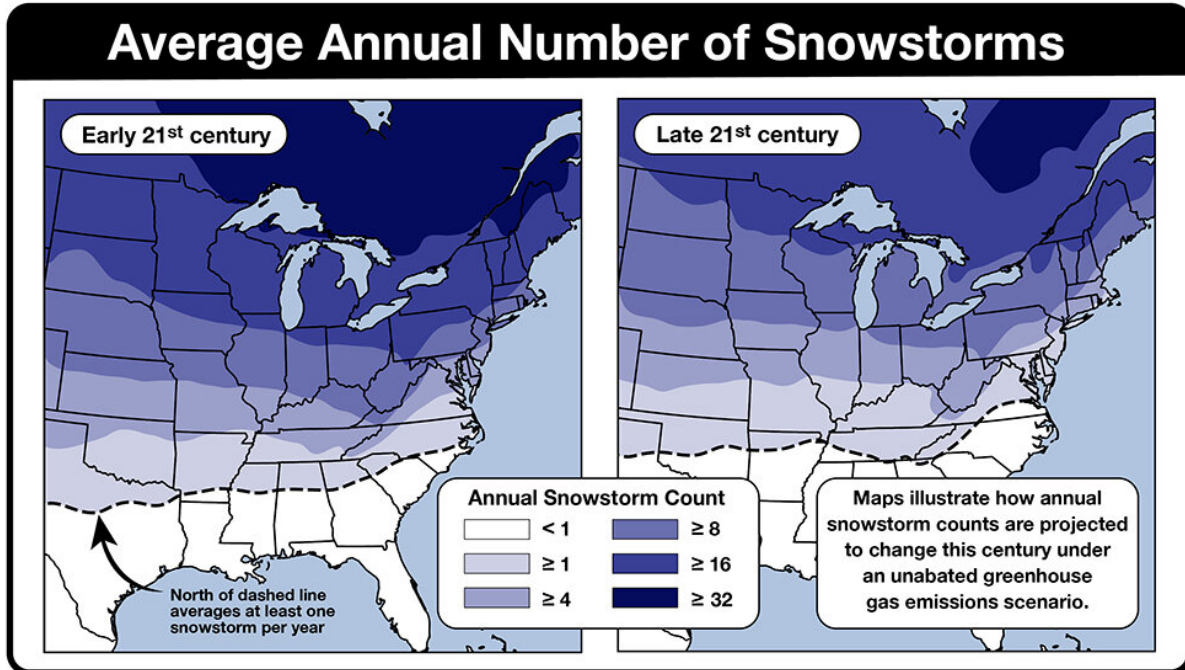 Average Annual Number of Snowstorms
Early 21st century
Late 21st century
North of dashed line
averages at least one
snowstorm per year
Annual Snowstorm Count
< 1
≥ 8
≥ 1
≥ 16
≥ 4
≥ 32
Maps illustrate how annual
snowstorm counts are projected
to change this century under
an unabated greenhouse
gas emissions scenario.